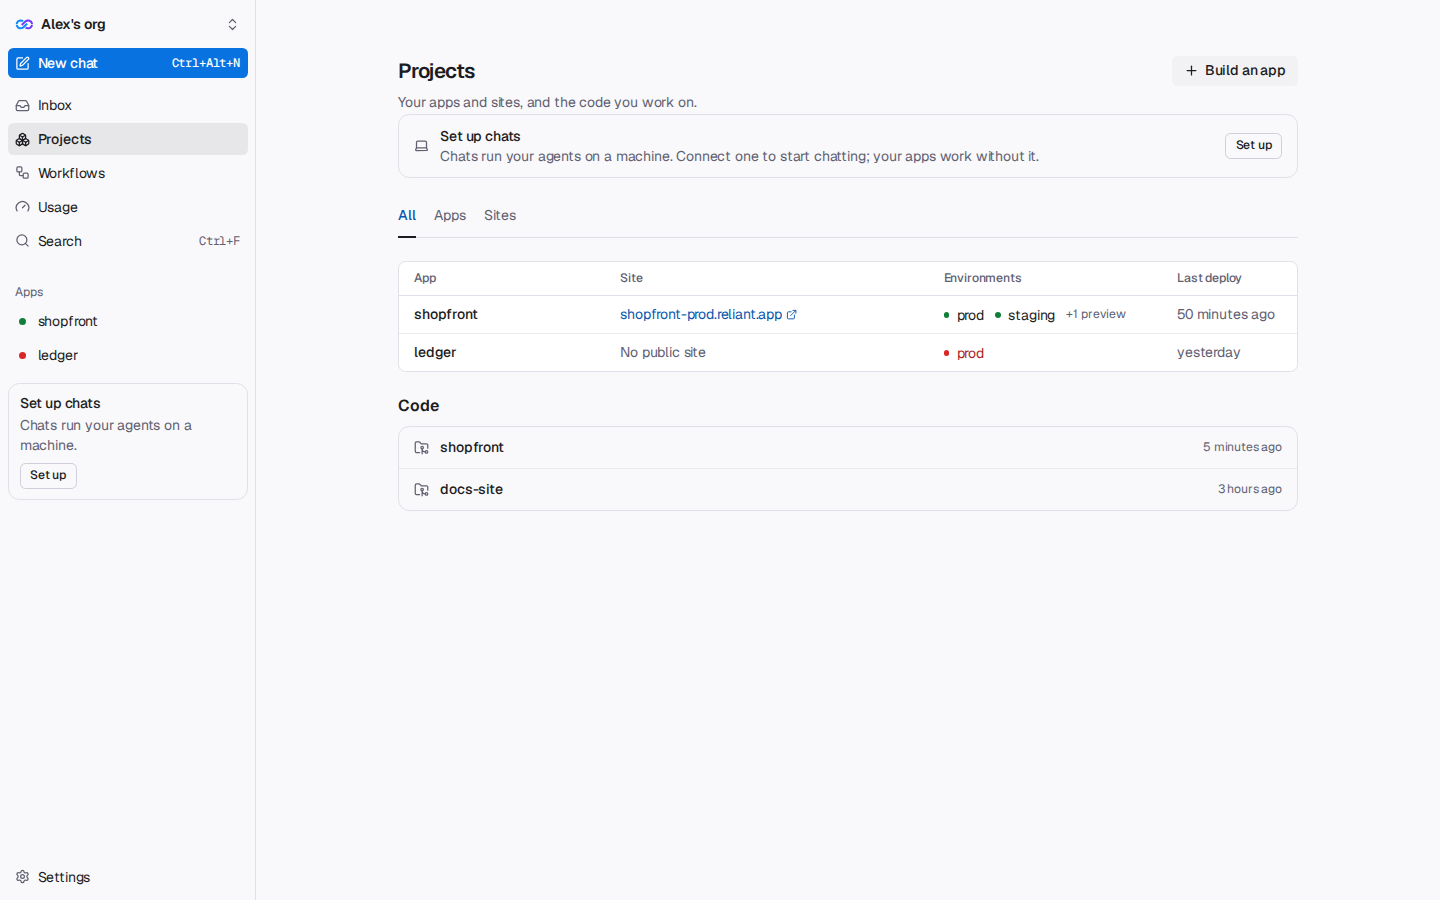 Alex's org
New chat Ctrl+Alt+N
Inbox
Projects
Workflows
Usage
Search Ctrl+F
Apps
shopfront
ledger
Set up chats
Chats run your agents on a
machine.
Set up
Settings
Projects
Build an app
Your apps and sites, and the code you work on.
Set up chats
Chats run your agents on a machine. Connect one to start chatting; your apps work without it.
Set up
All Apps Sites
App Site Environments Last deploy
shopfront shopfront-prod.reliant.app prod staging +1 preview 50 minutes ago
ledger No public site prod yesterday
Code
shopfront 5 minutes ago
docs-site 3 hours ago